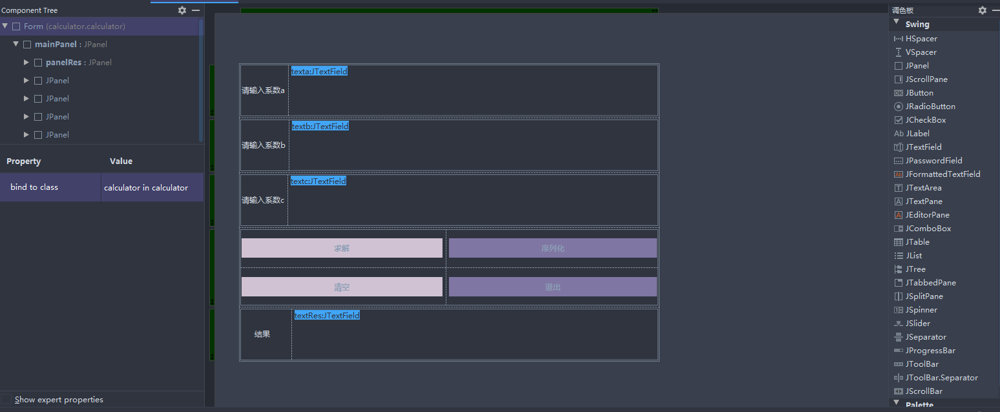 Component Tree
Form (calculator.calculator)
mainPanel : JPanel
panelRes : JPanel
JPanel
JPanel
JPanel
JPanel
Property Value
bind to class calculator in calculator
Show expert properties
请输入系数a
texta:JTextField
请输入系数b
textb:JTextField
请输入系数c
textc:JTextField
求解 序列化
清空 退出
结果
textRes:JTextField
调色板
Swing
HSpacer
VSpacer
JPanel
JScrollPane
JButton
JRadioButton
JCheckBox
JLabel
JTextField
JPasswordField
JFormattedTextField
JTextArea
JTextPane
JEditorPane
JComboBox
JTable
JList
JTree
JTabbedPane
JSplitPane
JSpinner
JSlider
JSeparator
JProgressBar
JToolBar
JToolBar.Separator
JScrollBar
Palette